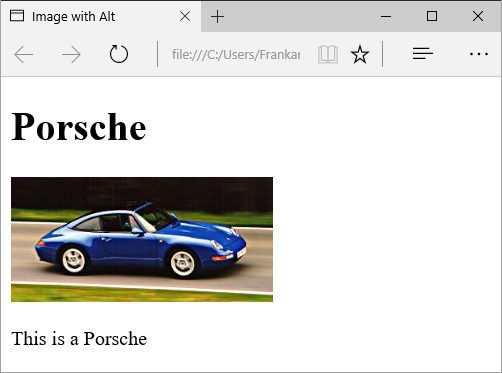 Image with Alt
file:///C:/Users/Frankar
Porsche
This is a Porsche